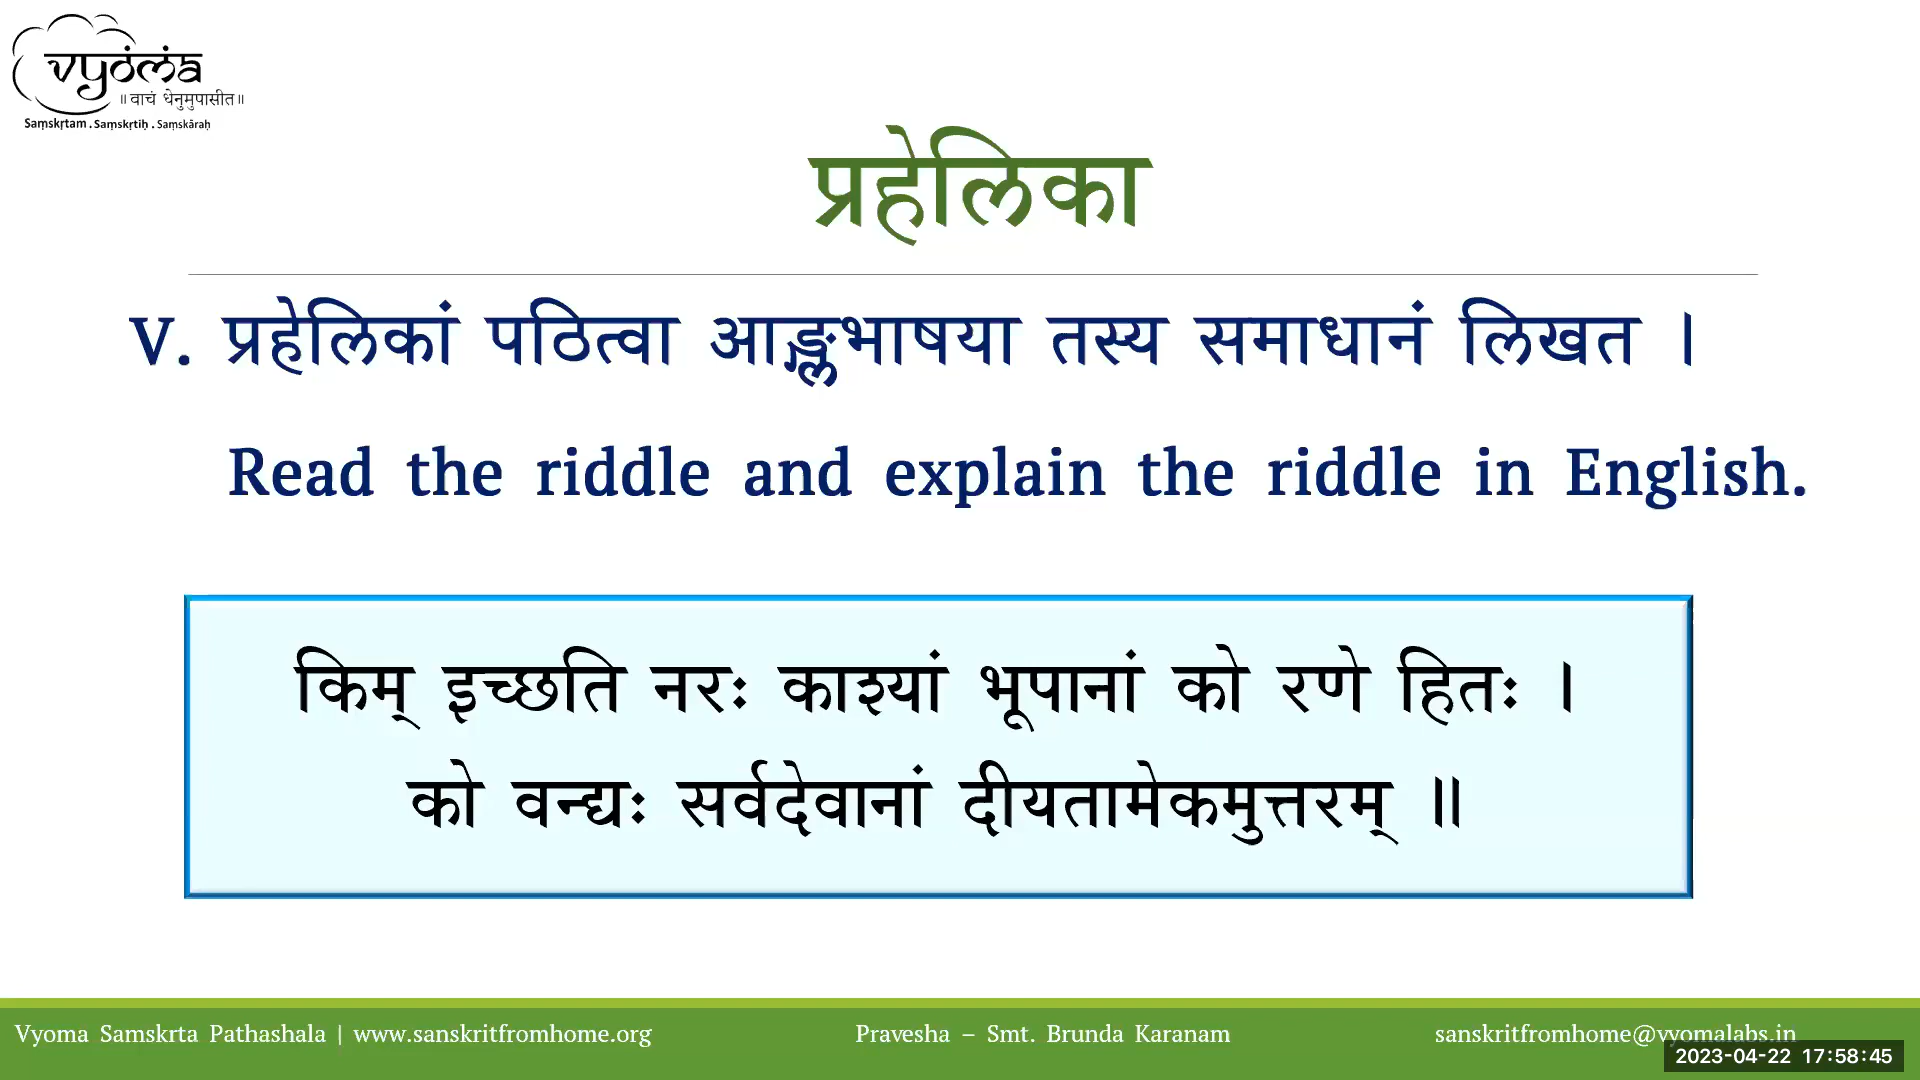 vyoma
॥ वाचं धेनुमुपासीत॥
Saṃskṛtam . Saṃskṛtiḥ . Saṃskāraḥ
प्रहेलिका
V. प्रहेलिकां पठित्वा आङ्ग्लभाषया तस्य समाधानं लिखत ।
Read the riddle and explain the riddle in English.
किम् इच्छति नरः काश्यां भूपानां को रणे हितः ।
को वन्द्यः सर्वदेवानां दीयतामेकमुत्तरम् ॥
Vyoma Samskrta Pathashala | www.sanskritfromhome.org
Pravesha – Smt. Brunda Karanam
sanskritfromhome@vyomalabs.in
2023-04-22 17:58:45